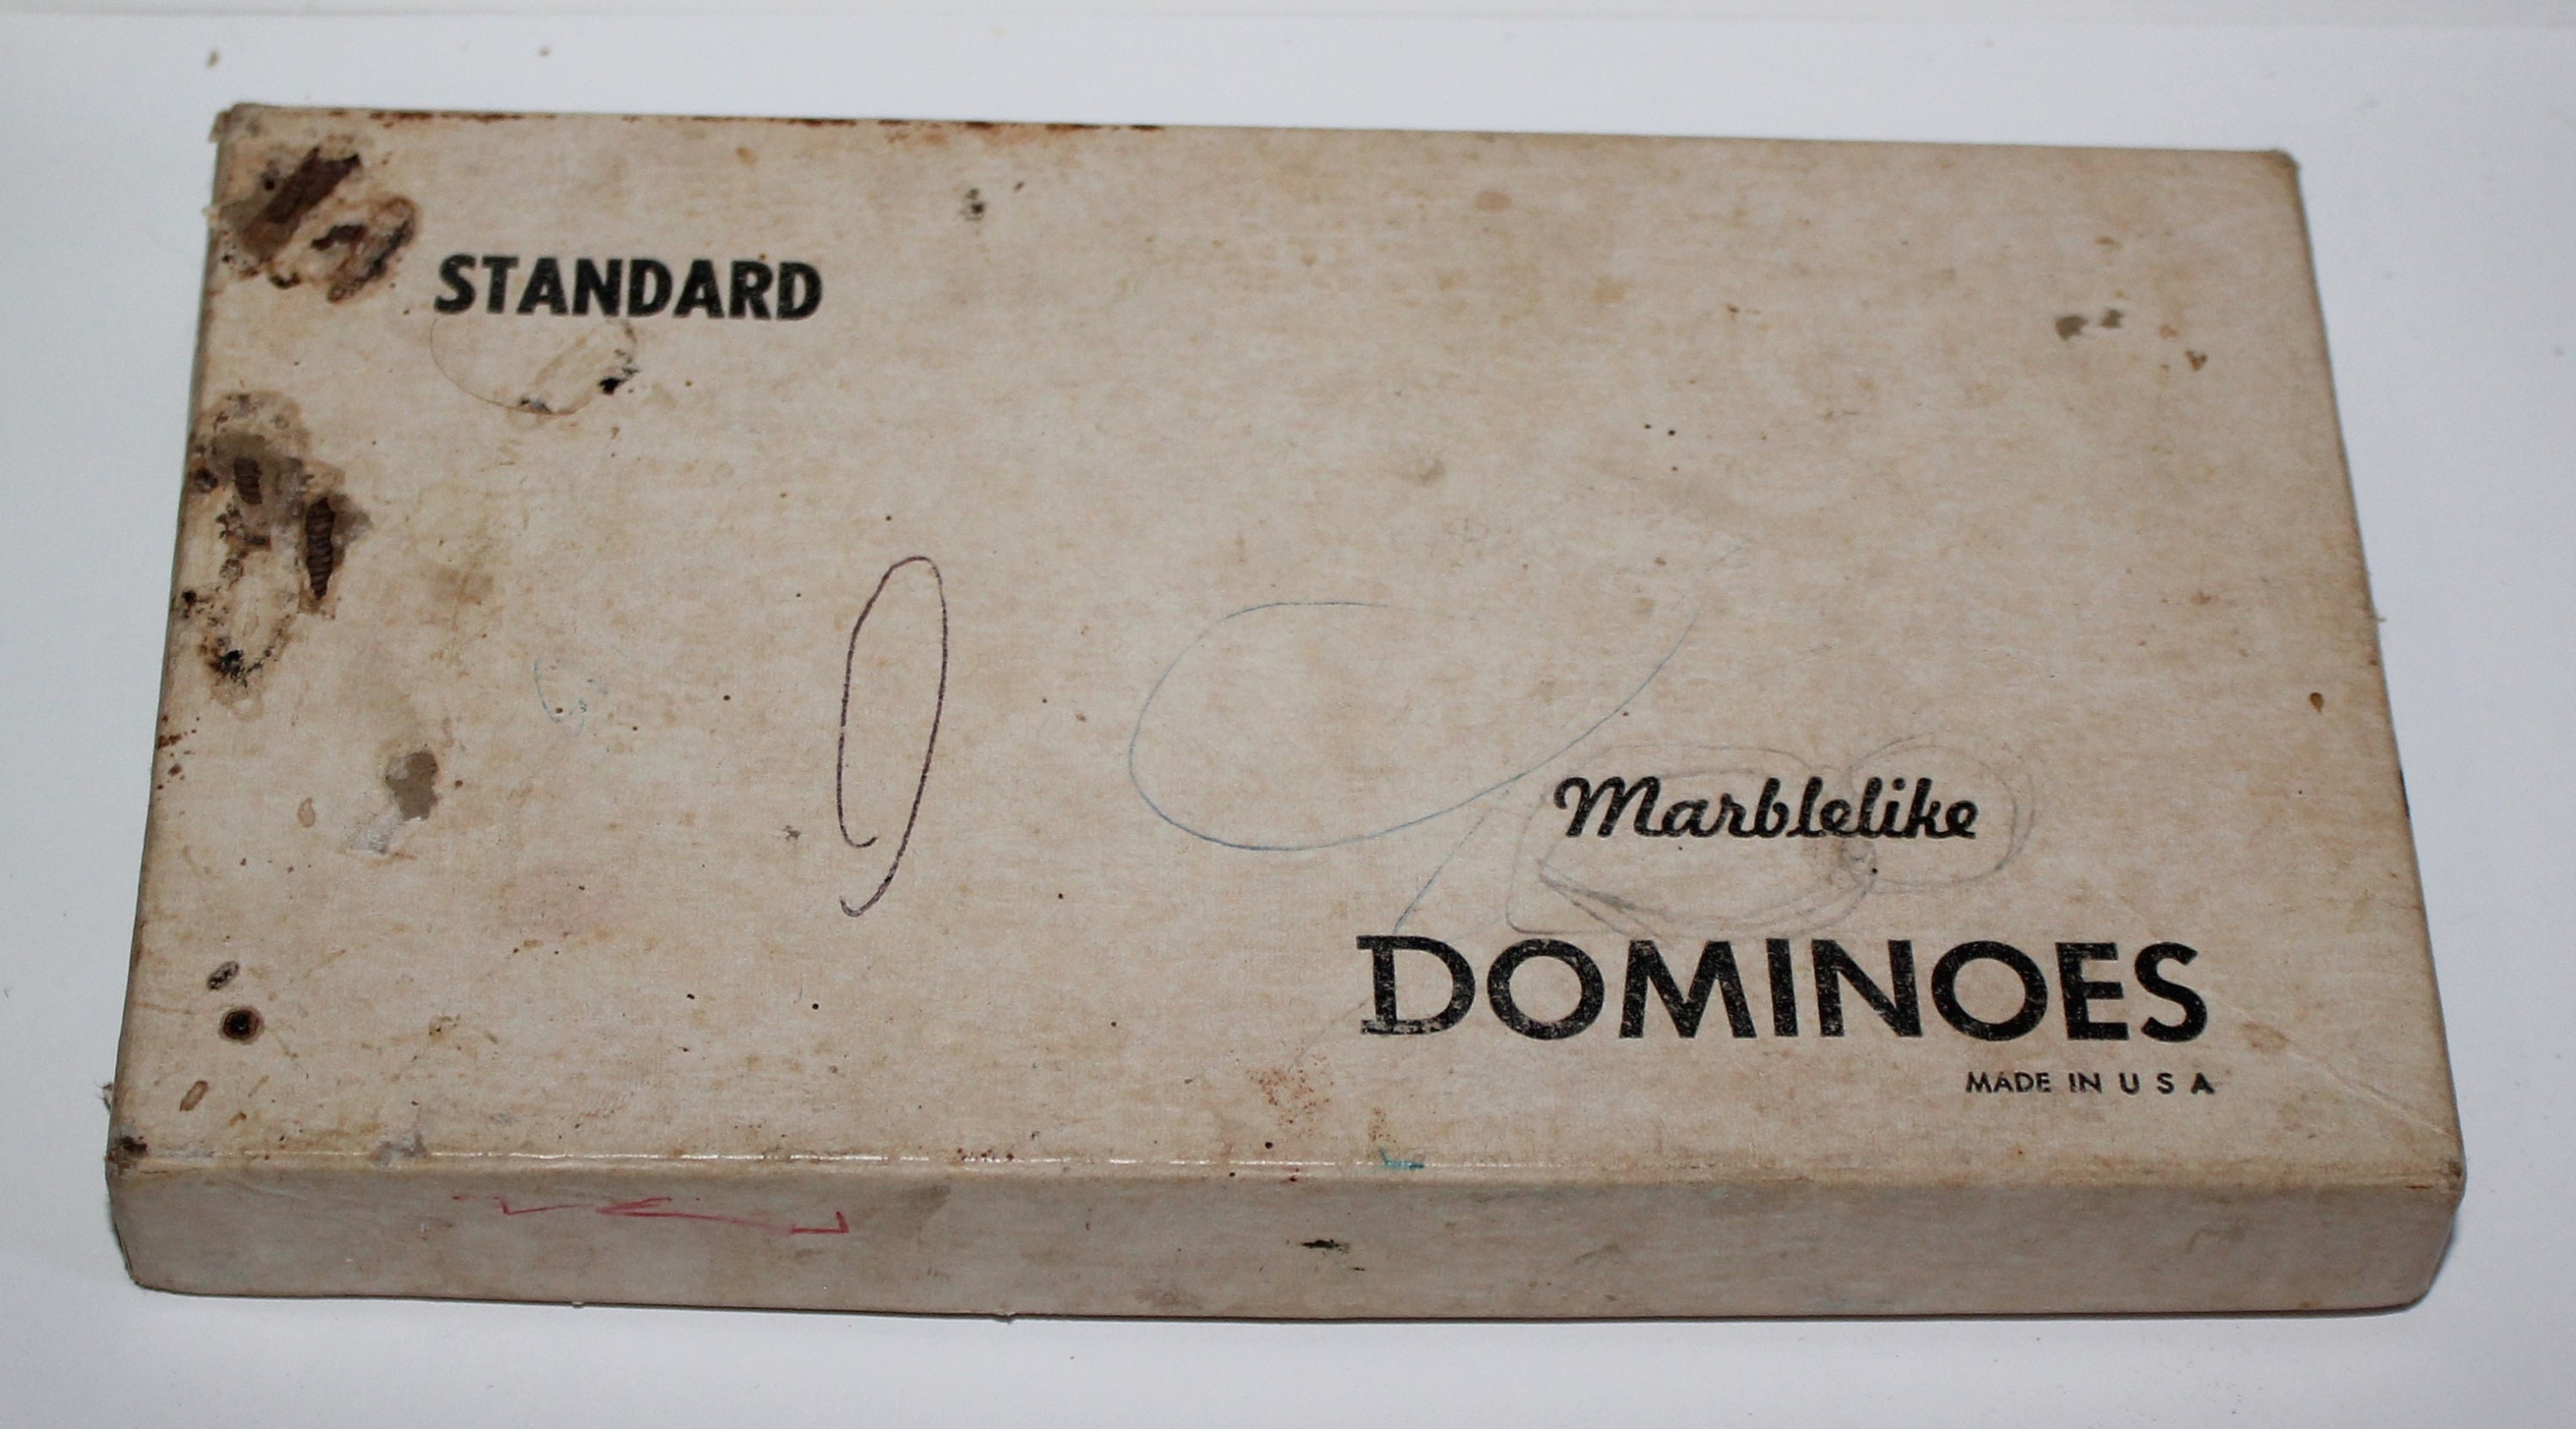 STANDARD
Marblelike
DOMINOES
MADE IN U S A